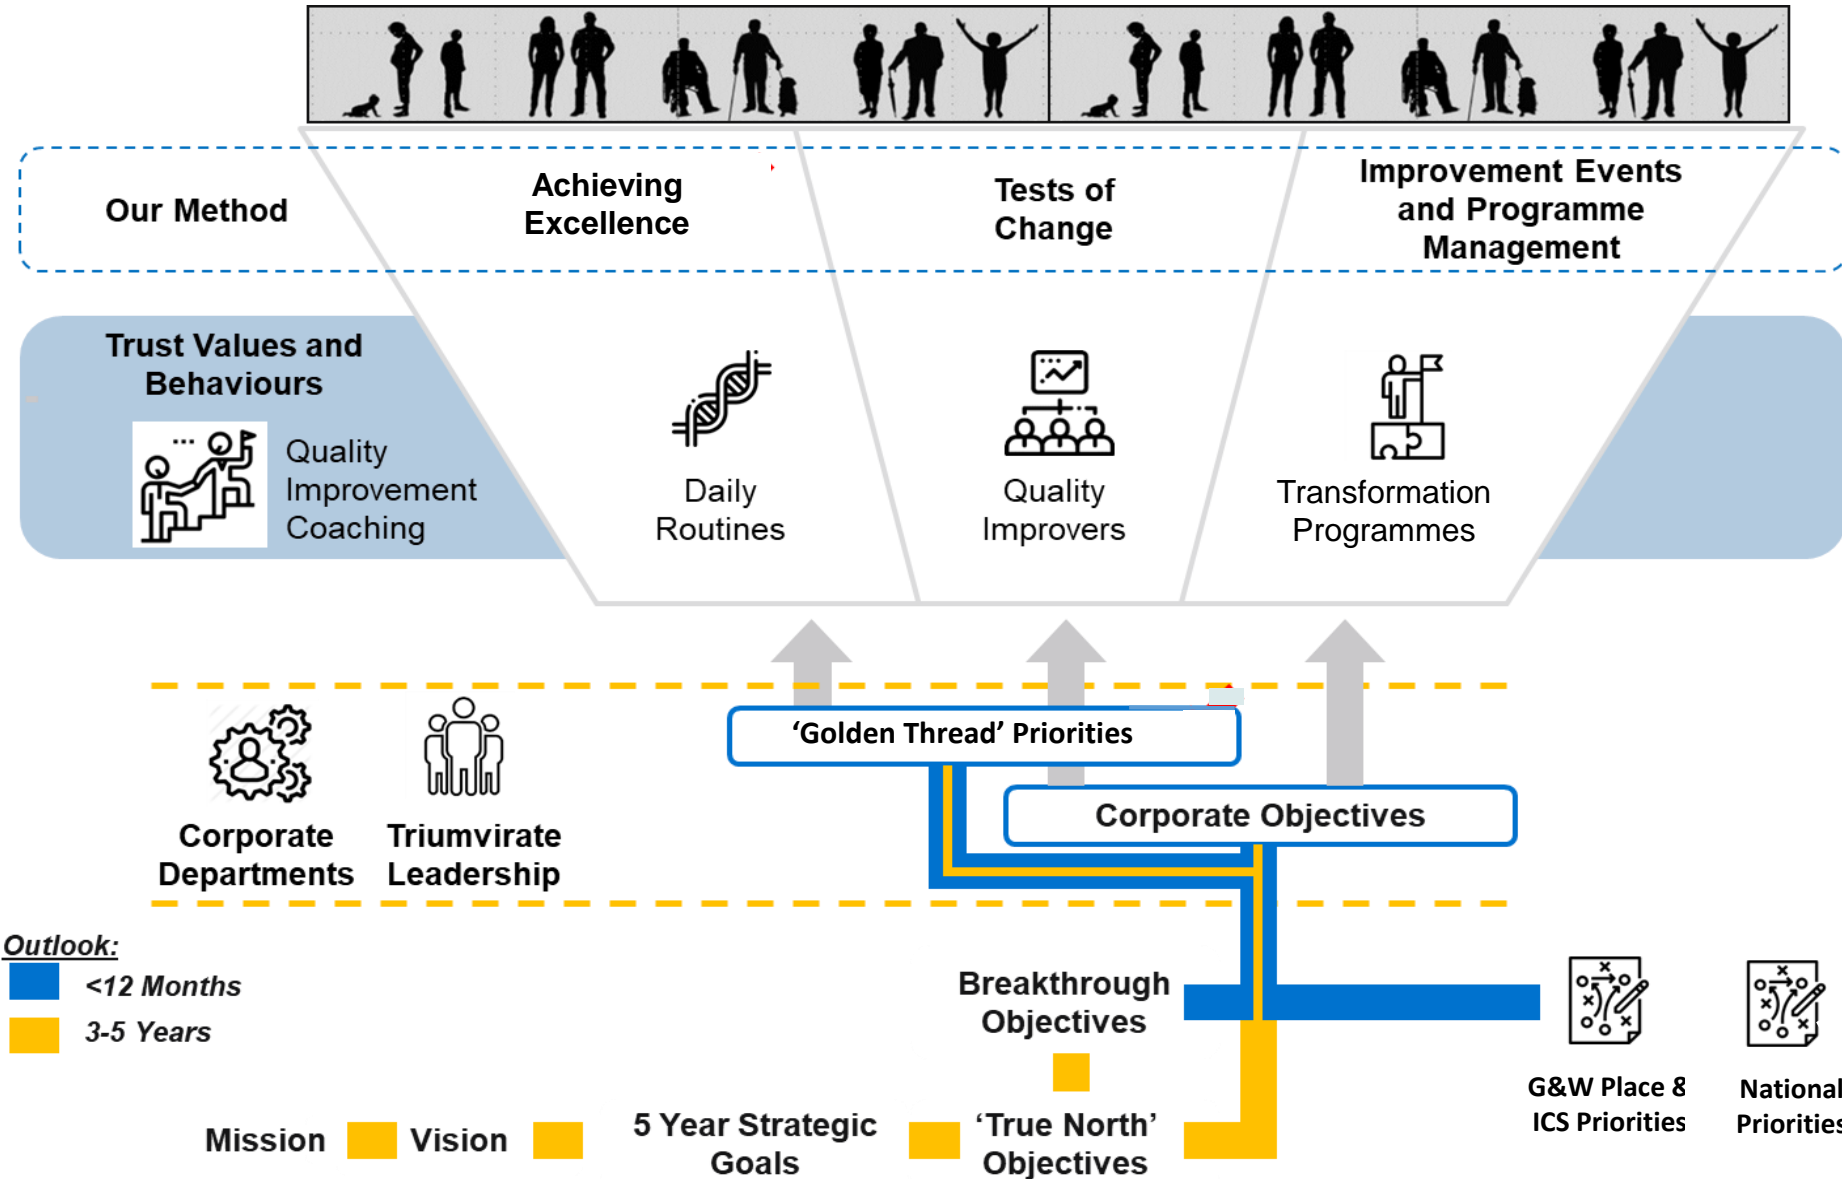 Our Method
Achieving
Excellence
Tests of
Change
Improvement Events
and Programme
Management
Trust Values and
Behaviours
Quality
Improvement
Coaching
Daily
Routines
Quality
Improvers
Transformation
Programmes
‘Golden Thread’ Priorities
Corporate Objectives
Corporate
Departments
Triumvirate
Leadership
Outlook:
<12 Months
3-5 Years
Breakthrough
Objectives
G&W Place &
ICS Priorities
National
Priorities
Mission
Vision
5 Year Strategic
Goals
‘True North’
Objectives